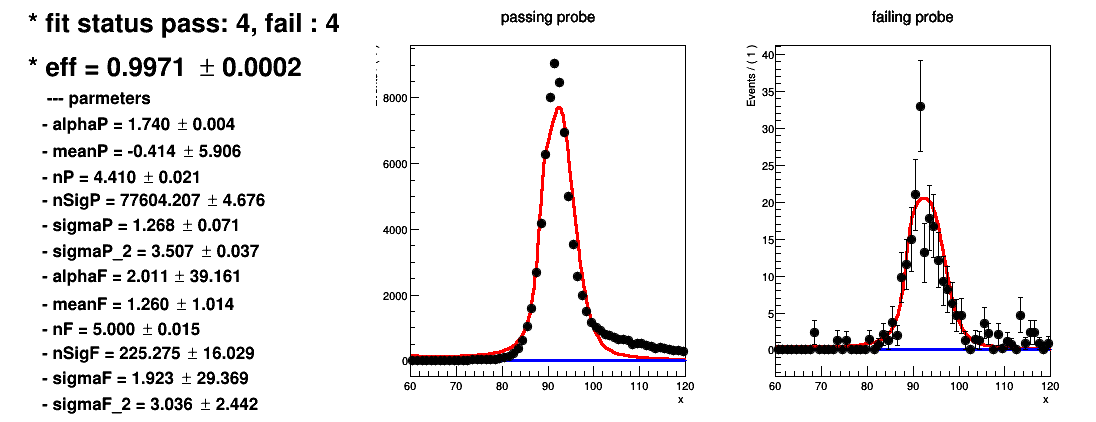 * fit status pass: 4, fail : 4
* eff = 0.9971 ± 0.0002
--- parmeters
- alphaP = 1.740 ± 0.004
- meanP = -0.414 ± 5.906
- nP = 4.410 ± 0.021
- nSigP = 77604.207 ± 4.676
- sigmaP = 1.268 ± 0.071
- sigmaP_2 = 3.507 ± 0.037
- alphaF = 2.011 ± 39.161
- meanF = 1.260 ± 1.014
- nF = 5.000 ± 0.015
- nSigF = 225.275 ± 16.029
- sigmaF = 1.923 ± 29.369
- sigmaF_2 = 3.036 ± 2.442
passing probe
8000
6000
4000
2000
0
60 70 80 90 100 110 120
x
failing probe
Events / ( 1 )
40
35
30
25
20
15
10
5
0
60 70 80 90 100 110 120
x